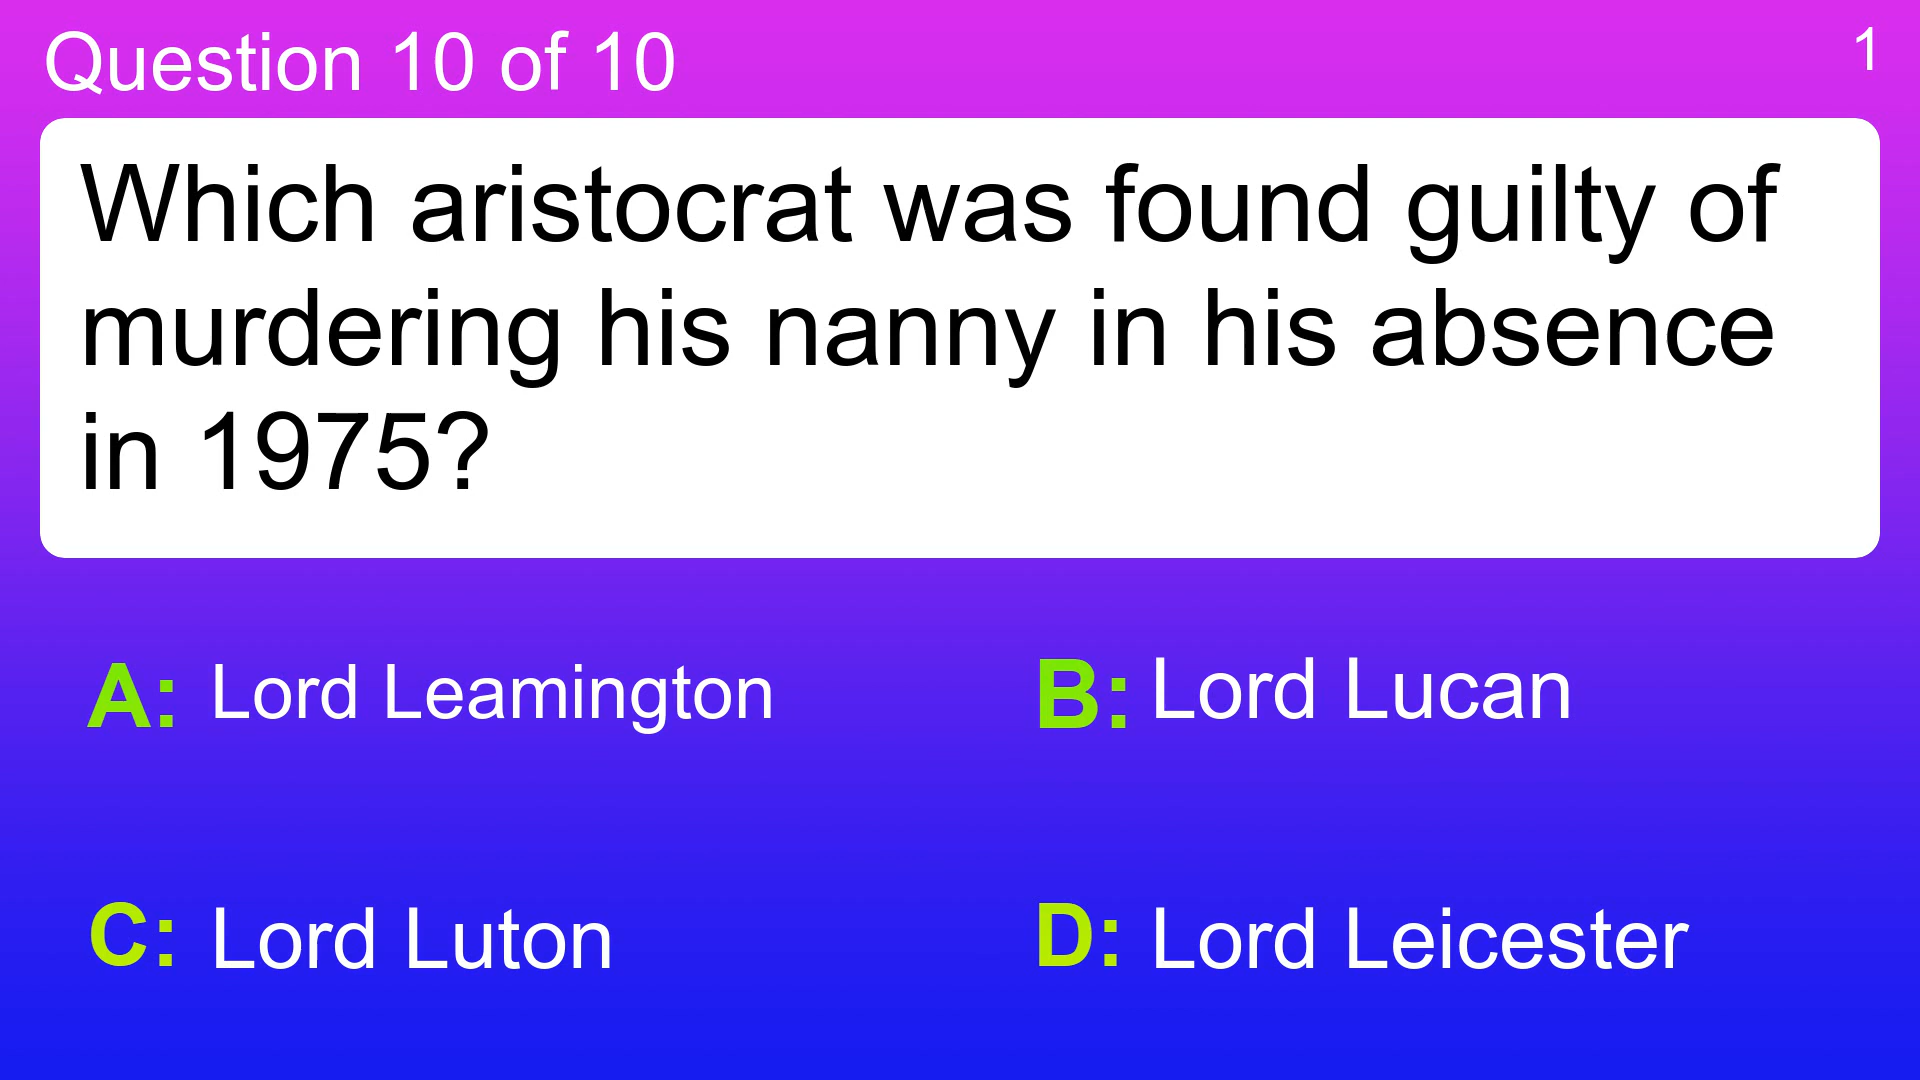 Question 10 of 10
1
Which aristocrat was found guilty of
murdering his nanny in his absence
in 1975?
A: Lord Leamington
B: Lord Lucan
C: Lord Luton
D: Lord Leicester